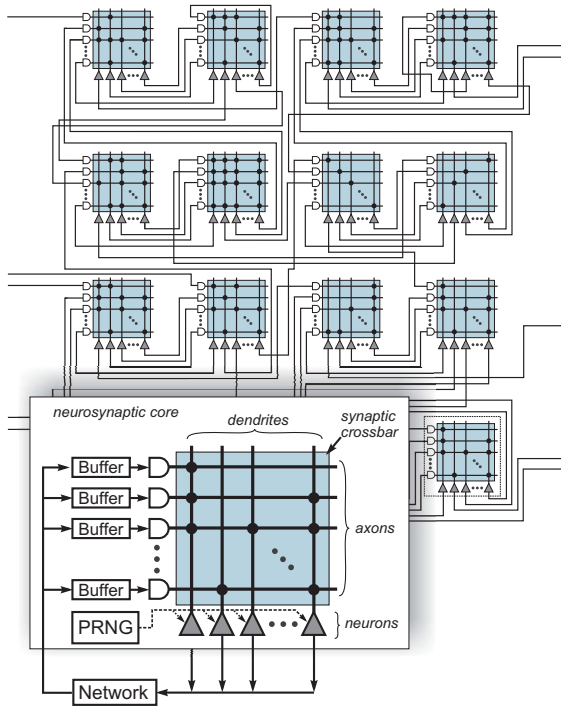 neurosynaptic core
dendrites
synaptic
crossbar
Buffer
Buffer
Buffer
axons
Buffer
PRNG
neurons
Network